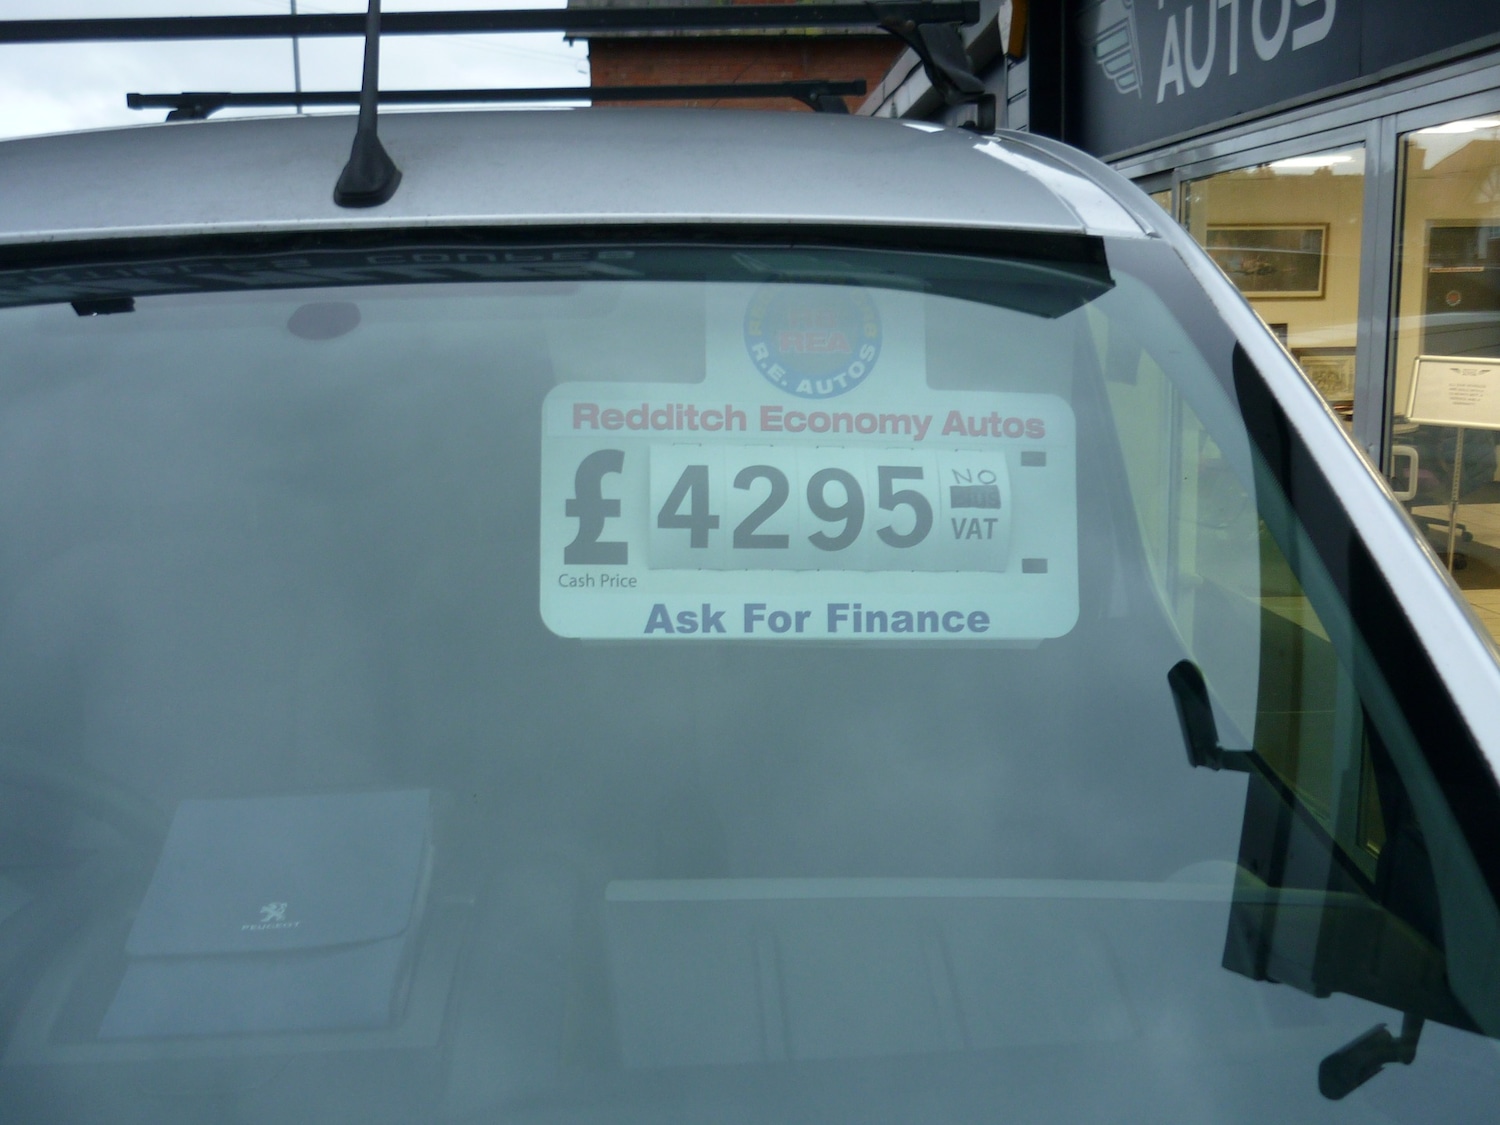 AUTOS
REA
R.E. AUTOS
Redditch Economy Autos
£4295 NO VAT
Cash Price
Ask For Finance
PEUGEOT